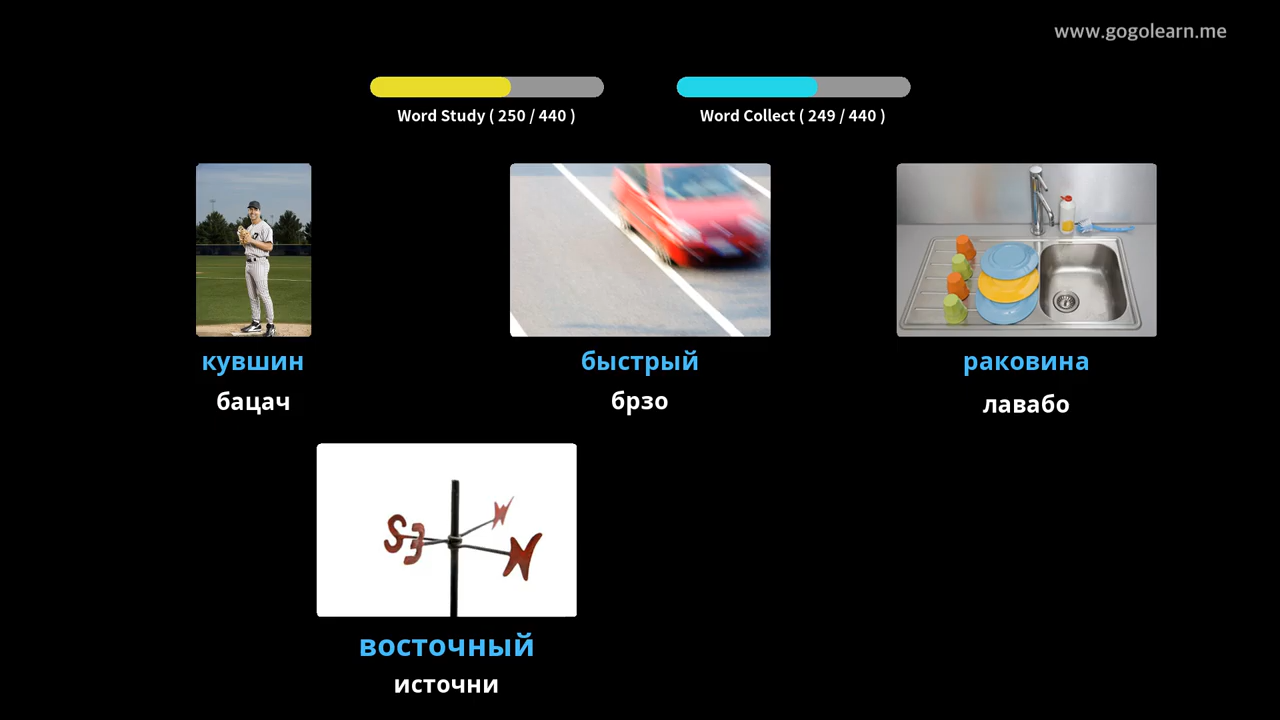 www.gogolearn.me
Word Study ( 250 / 440 )
Word Collect ( 249 / 440 )
кувшин
быстрый
раковина
бацач
брзо
лавабо
S E N
восточный
источни